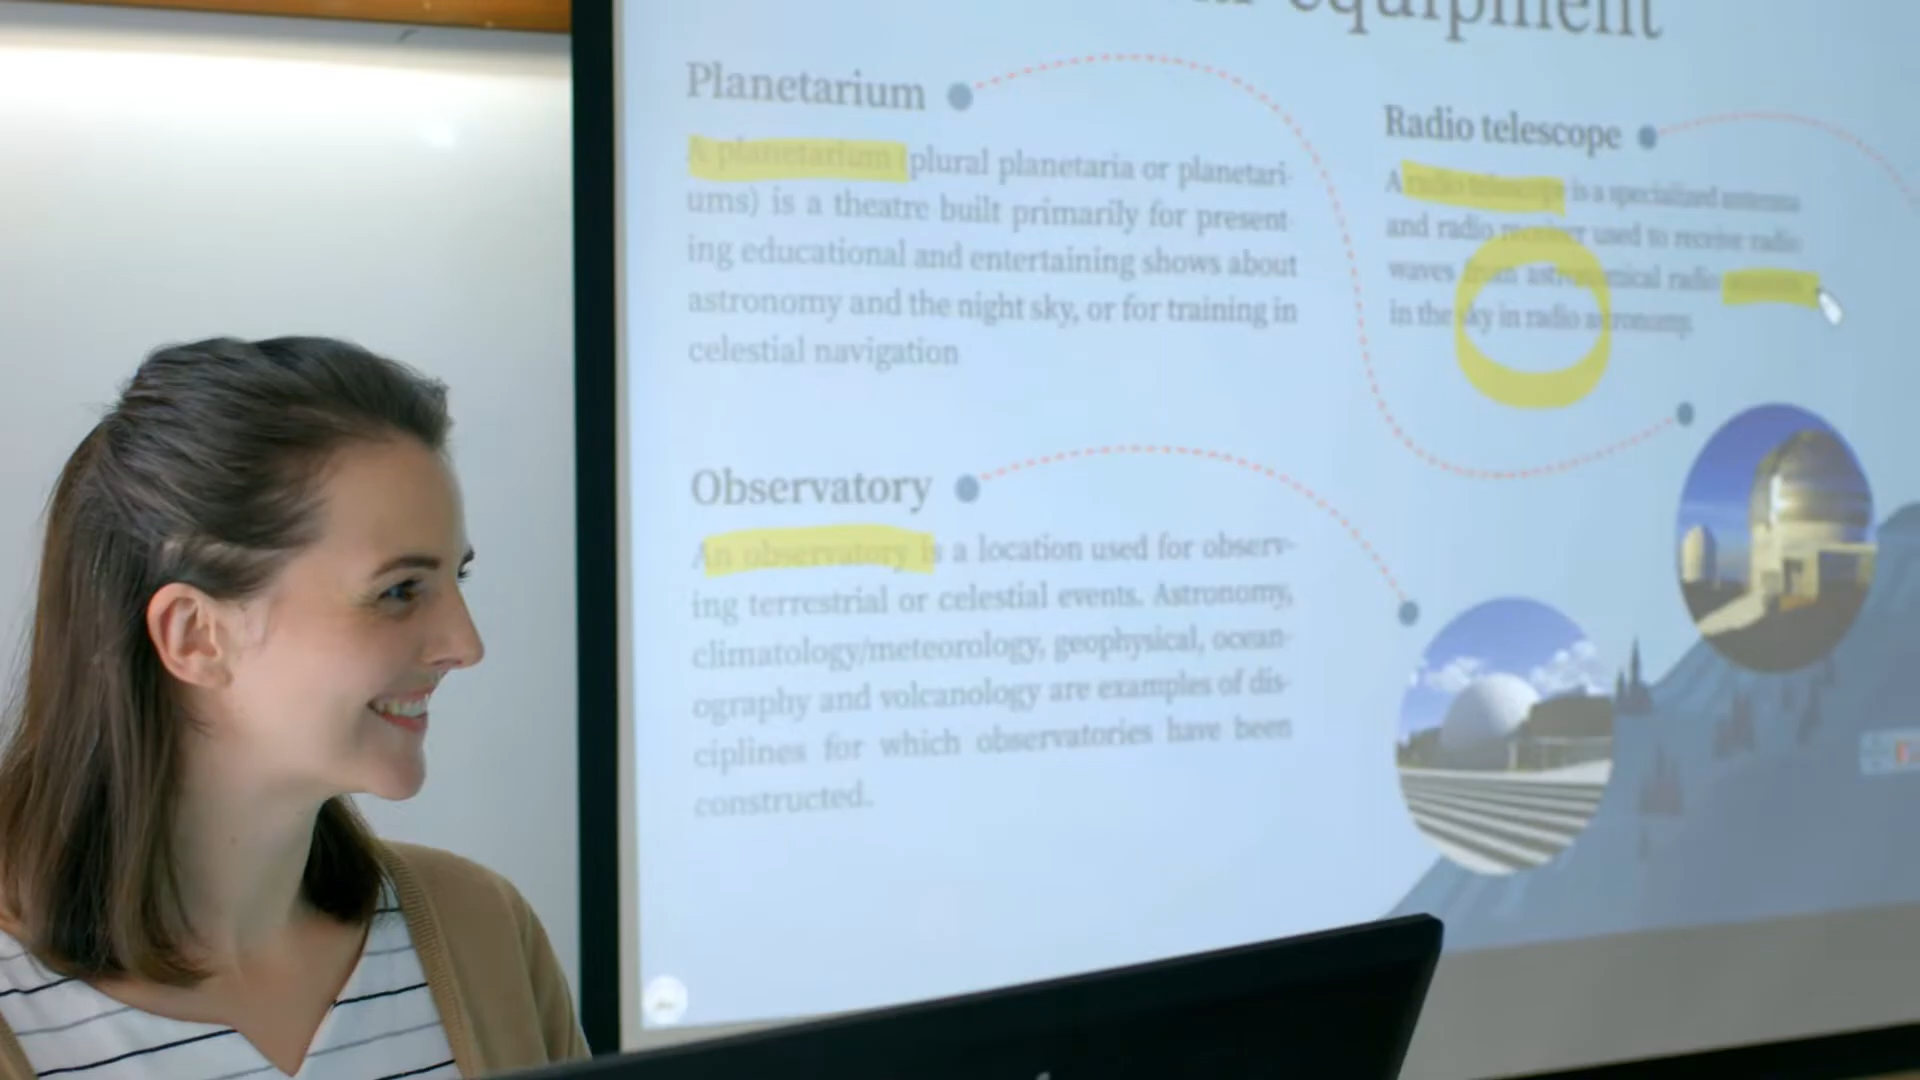 equipment
Planetarium
A planetarium (plural planetaria or planetari-
ums) is a theatre built primarily for present-
ing educational and entertaining shows about
astronomy and the night sky, or for training in
celestial navigation
Observatory
An observatory is a location used for observ-
ing terrestrial or celestial events. Astronomy,
climatology/meteorology, geophysical, ocean-
ography and volcanology are examples of dis-
ciplines for which observatories have been
constructed.
Radio telescope
A radio telescope is a specialized antenna
and radio receiver used to receive radio
waves from astronomical radio
in the sky in radio astronomy.